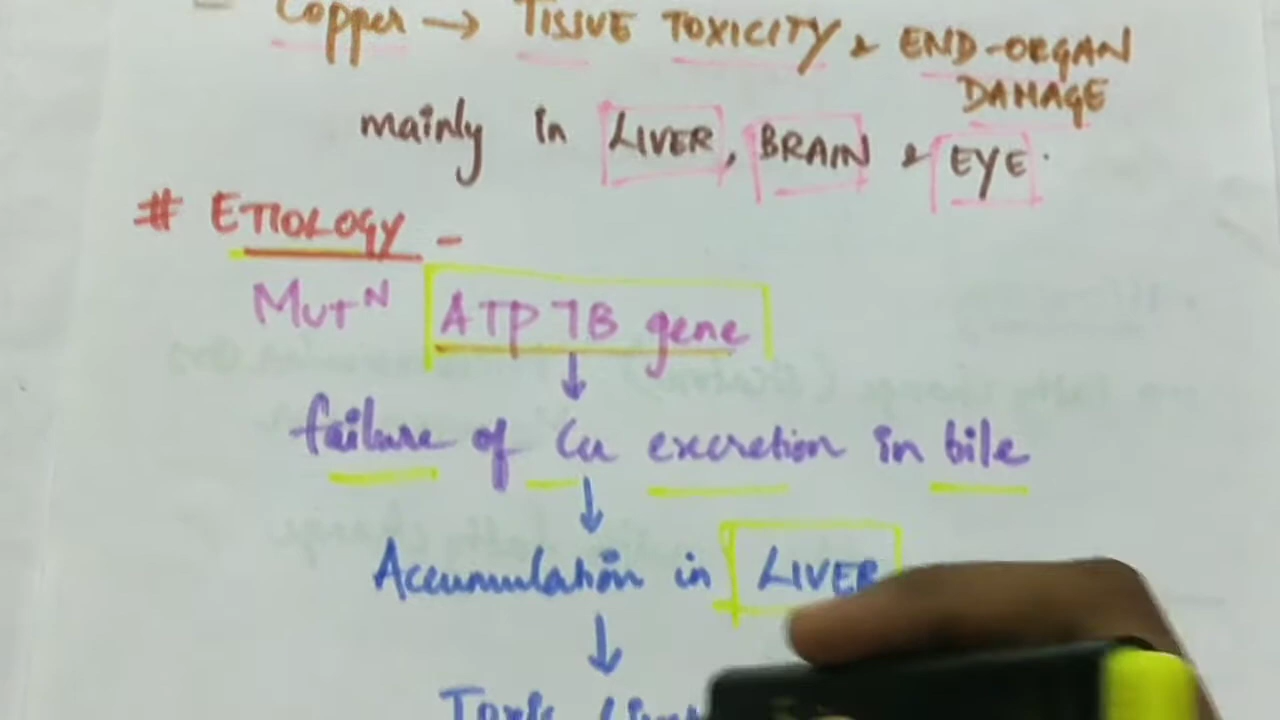 - Copper → TISSUE TOXICITY & END-ORGAN
DAMAGE
mainly in LIVER, BRAIN & EYE.
# ETIOLOGY -
MUTᴺ ATP7B gene
↓
failure of Cu excretion in bile
↓
Accumulation in LIVER
↓
Toxic